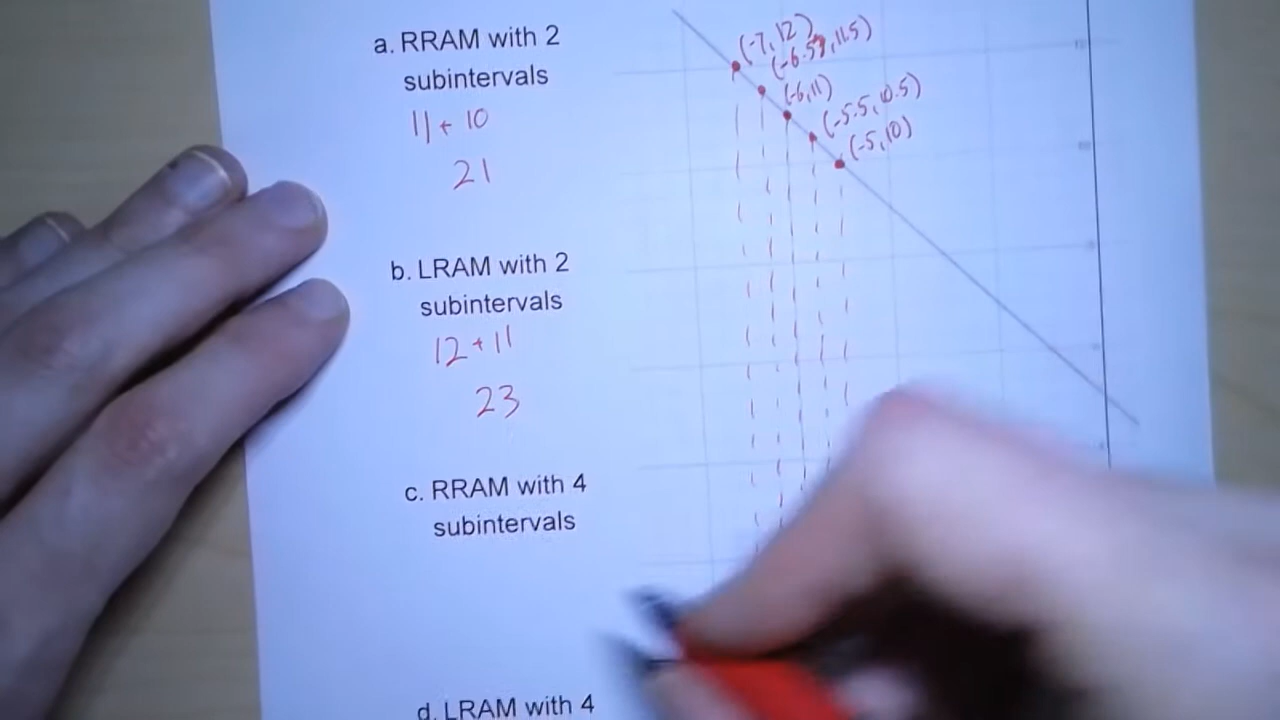 a. RRAM with 2
subintervals
11 + 10
21
b. LRAM with 2
subintervals
12 + 11
23
c. RRAM with 4
subintervals
d. LRAM with 4
(-7,12)
(-6.5,11.5)
(-6,11)
(-5.5,10.5)
(-5,10)